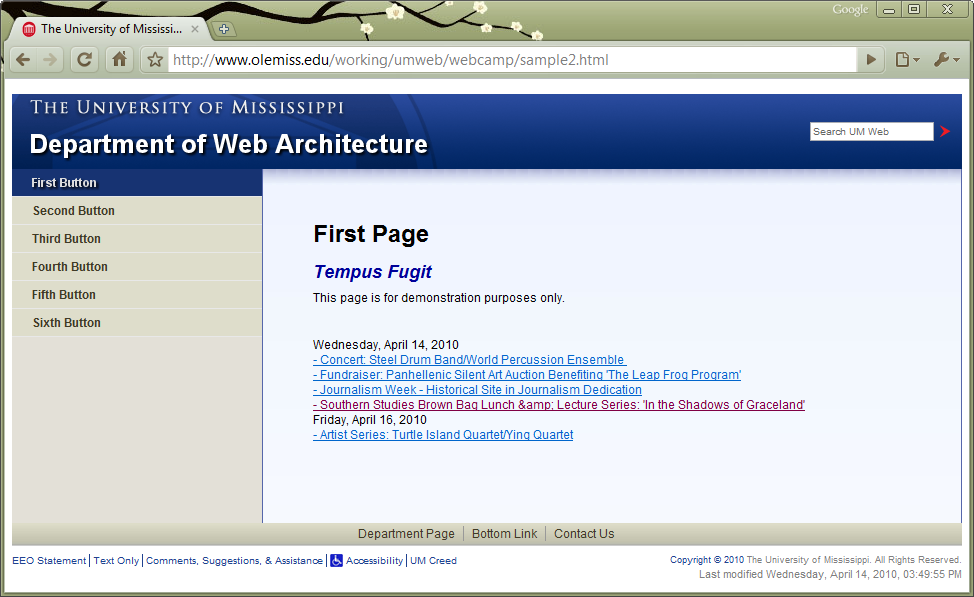 Google
The University of Mississi...
http://www.olemiss.edu/working/umweb/webcamp/sample2.html
The University of Mississippi
Department of Web Architecture
Search UM Web
First Button
Second Button
Third Button
Fourth Button
Fifth Button
Sixth Button
First Page
Tempus Fugit
This page is for demonstration purposes only.
Wednesday, April 14, 2010
- Concert: Steel Drum Band/World Percussion Ensemble
- Fundraiser: Panhellenic Silent Art Auction Benefiting 'The Leap Frog Program'
- Journalism Week - Historical Site in Journalism Dedication
- Southern Studies Brown Bag Lunch &amp; Lecture Series: 'In the Shadows of Graceland'
Friday, April 16, 2010
- Artist Series: Turtle Island Quartet/Ying Quartet
Department Page | Bottom Link | Contact Us
EEO Statement | Text Only | Comments, Suggestions, & Assistance | Accessibility | UM Creed
Copyright © 2010 The University of Mississippi. All Rights Reserved.
Last modified Wednesday, April 14, 2010, 03:49:55 PM